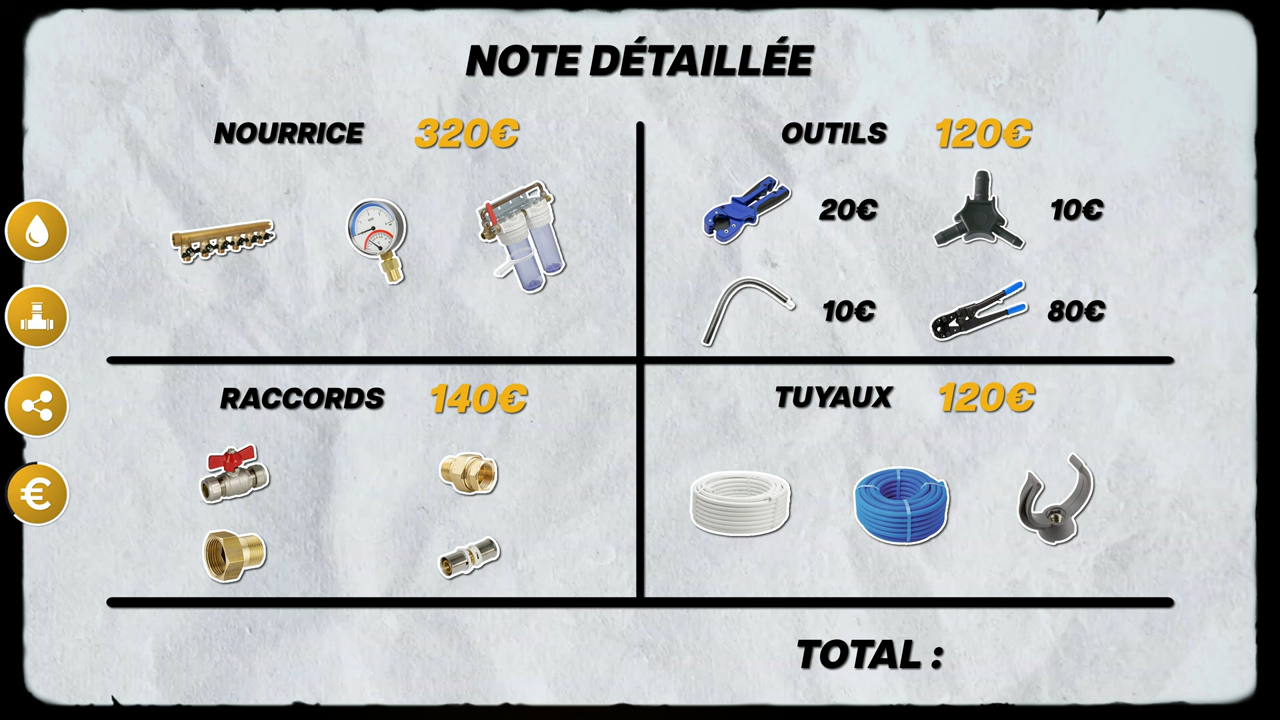 NOTE DÉTAILLÉE
NOURRICE 320€
OUTILS 120€
20€ 10€
10€ 80€
RACCORDS 140€
TUYAUX 120€
€
TOTAL :